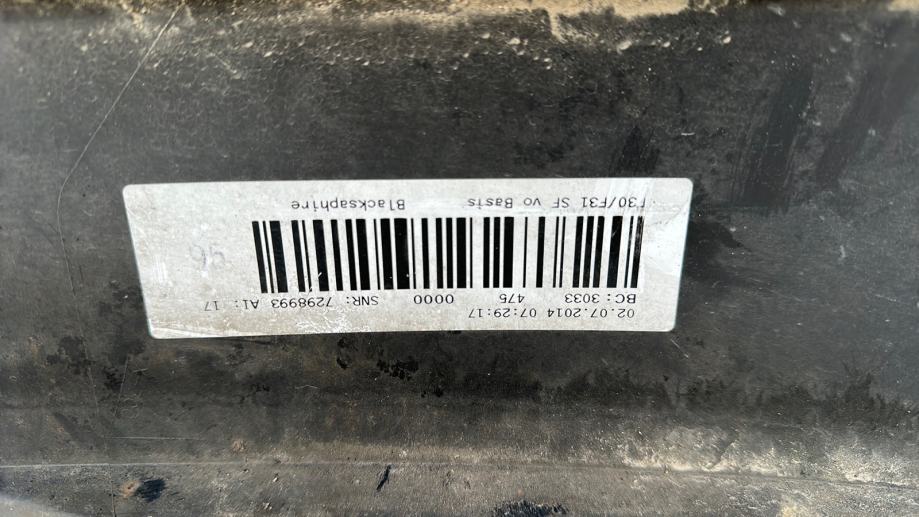 02.07.2014 07:29:17
BC: 3033 475 0000 SNR: 7298993 AI: 17
F30/F31 SF vo Basis Blacksaphire